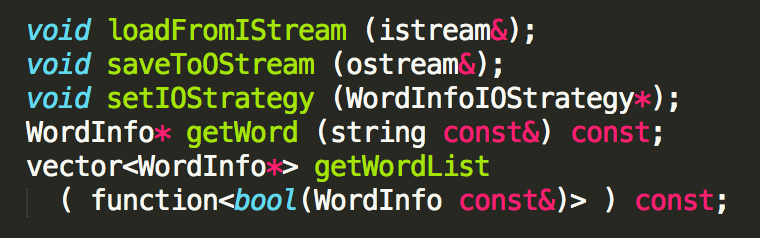 void loadFromIStream (istream&);
void saveToOStream (ostream&);
void setIOStrategy (WordInfoIOStrategy*);
WordInfo* getWord (string const&) const;
vector<WordInfo*> getWordList
  ( function<bool(WordInfo const&)> ) const;